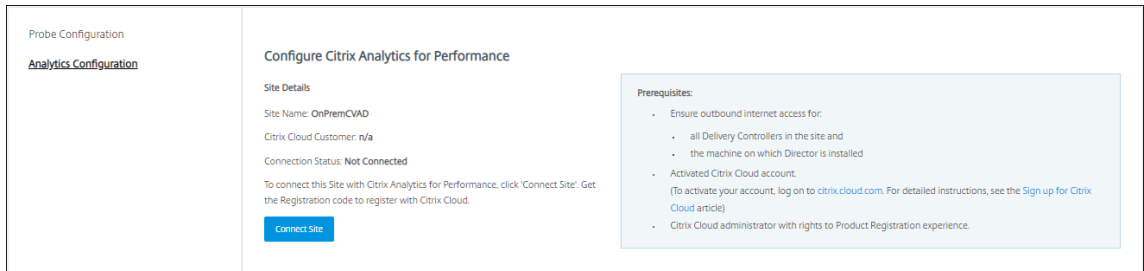 Probe Configuration
Analytics Configuration
Configure Citrix Analytics for Performance
Site Details
Site Name: OnPremCVAD
Citrix Cloud Customer: n/a
Connection Status: Not Connected
To connect this Site with Citrix Analytics for Performance, click 'Connect Site'. Get
the Registration code to register with Citrix Cloud.
Connect Site
Prerequisites:
• Ensure outbound internet access for:
• all Delivery Controllers in the site and
• the machine on which Director is installed
• Activated Citrix Cloud account.
(To activate your account, log on to citrix.cloud.com. For detailed instructions, see the Sign up for Citrix
Cloud article)
• Citrix Cloud administrator with rights to Product Registration experience.